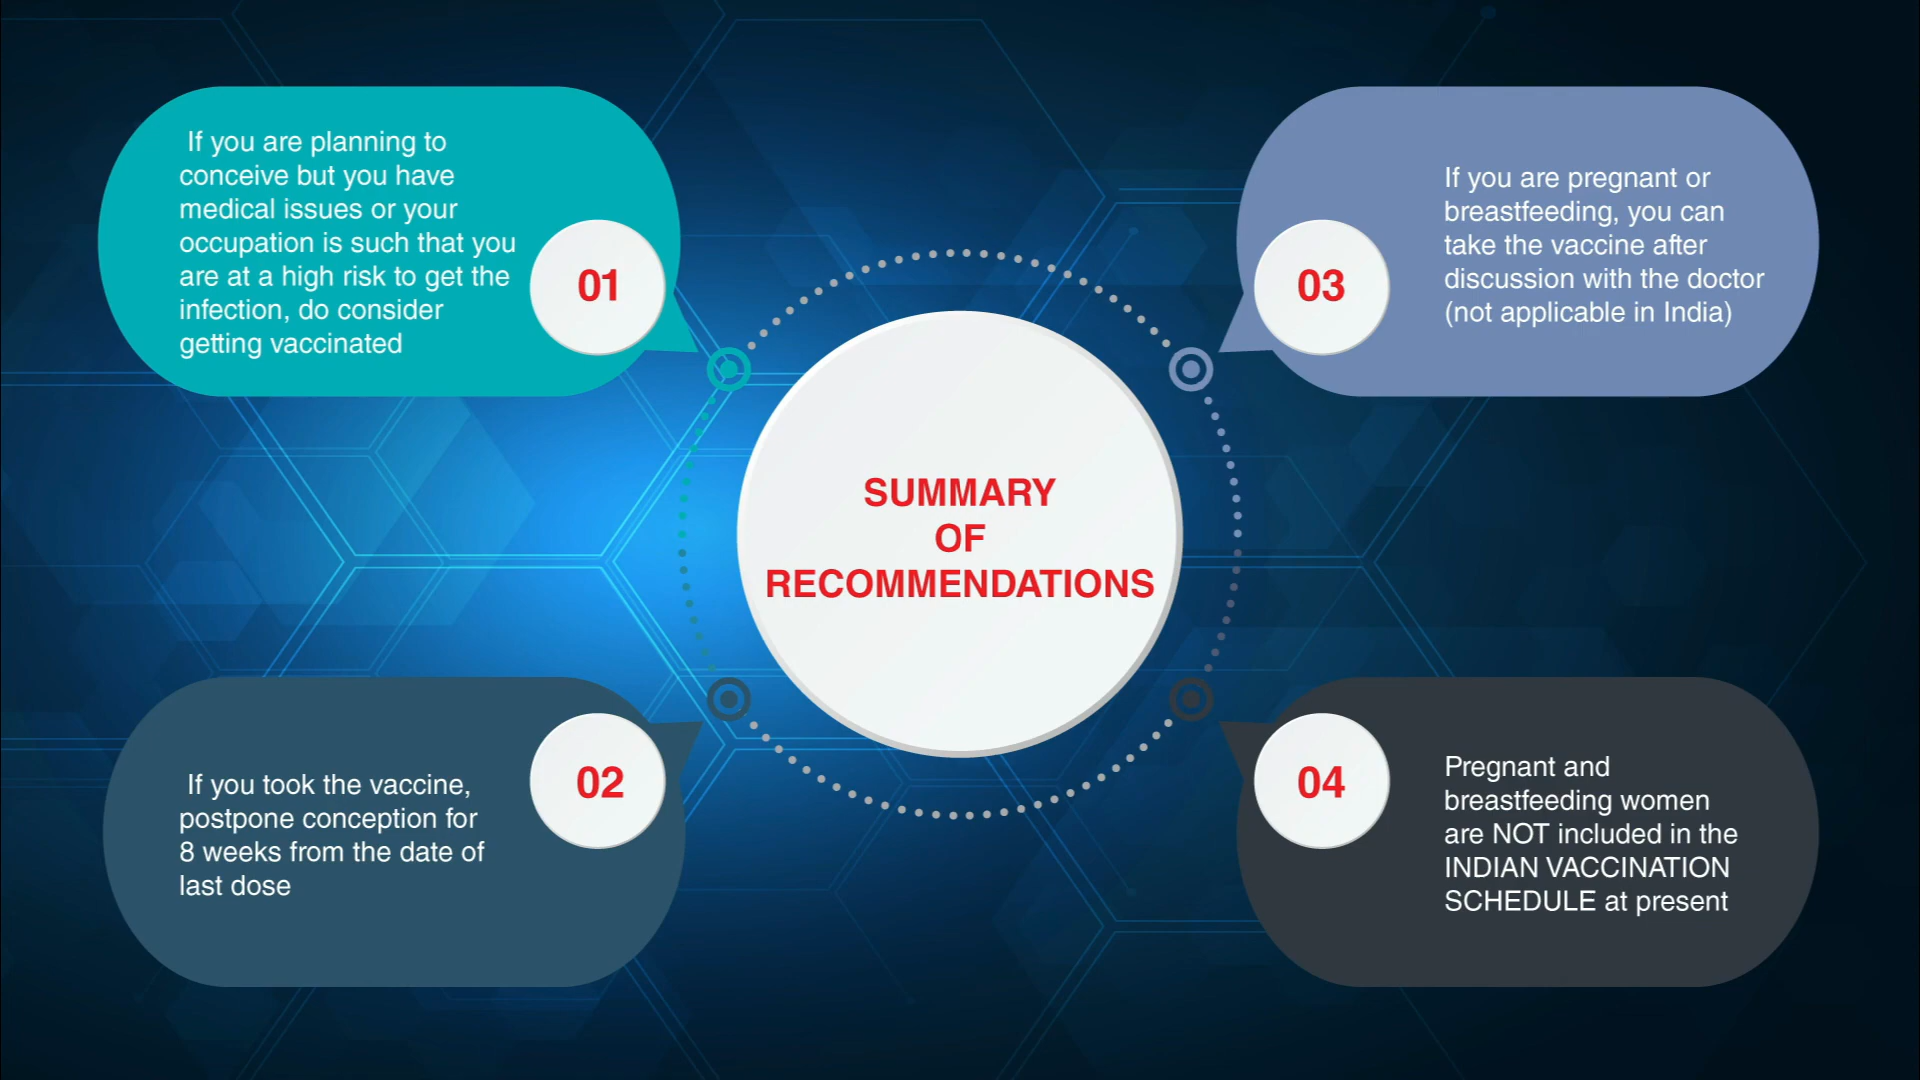 If you are planning to
conceive but you have
medical issues or your
occupation is such that you
are at a high risk to get the
infection, do consider
getting vaccinated
01
If you took the vaccine,
postpone conception for
8 weeks from the date of
last dose
02
SUMMARY
OF
RECOMMENDATIONS
03
If you are pregnant or
breastfeeding, you can
take the vaccine after
discussion with the doctor
(not applicable in India)
04
Pregnant and
breastfeeding women
are NOT included in the
INDIAN VACCINATION
SCHEDULE at present